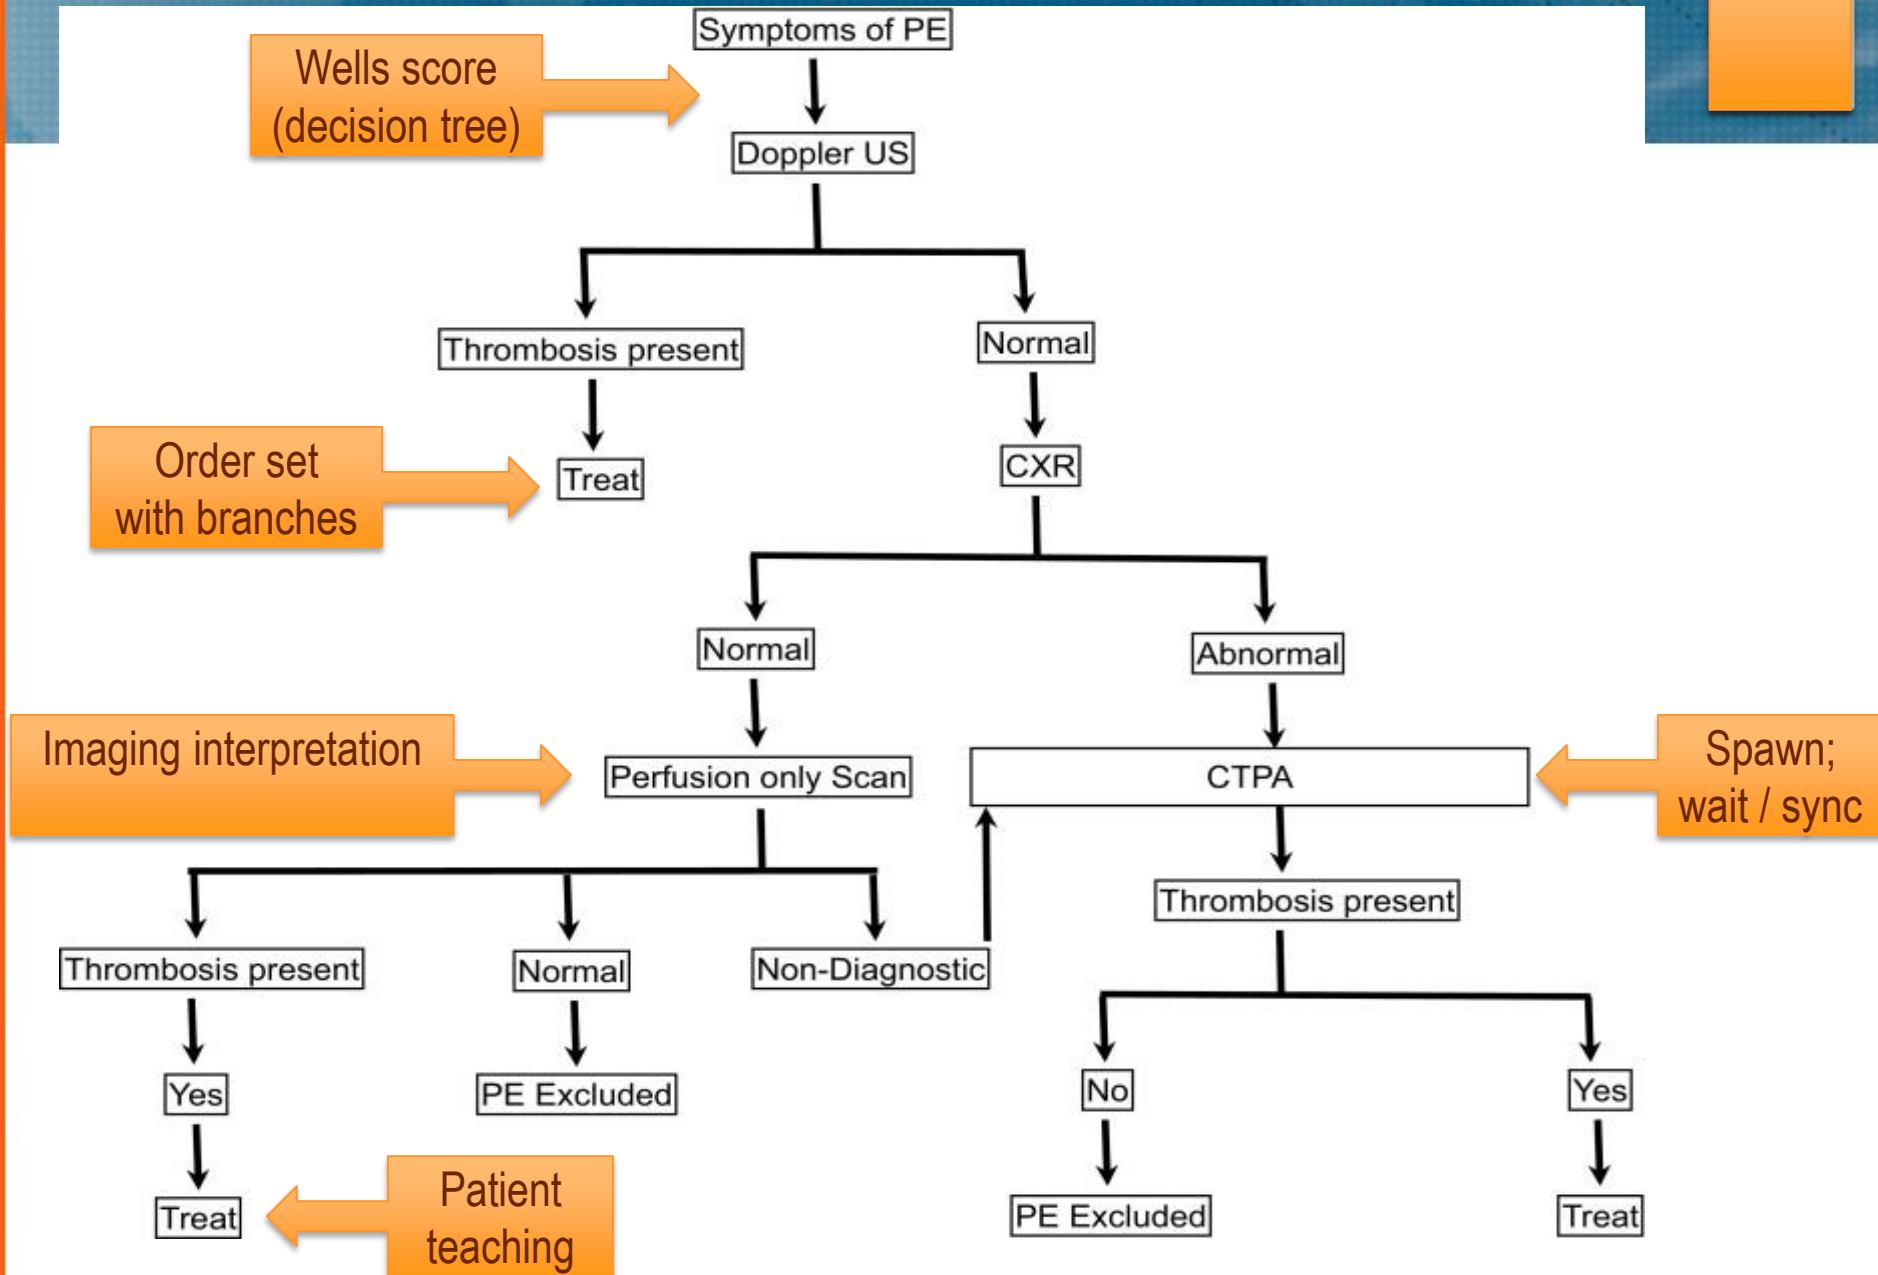 Symptoms of PE
Wells score
(decision tree)
Doppler US
Thrombosis present
Normal
Order set
with branches
Treat
CXR
Normal
Abnormal
Imaging interpretation
Perfusion only Scan
CTPA
Spawn;
wait / sync
Thrombosis present
Thrombosis present
Normal
Non-Diagnostic
Yes
PE Excluded
No
Yes
Treat
Patient
teaching
PE Excluded
Treat